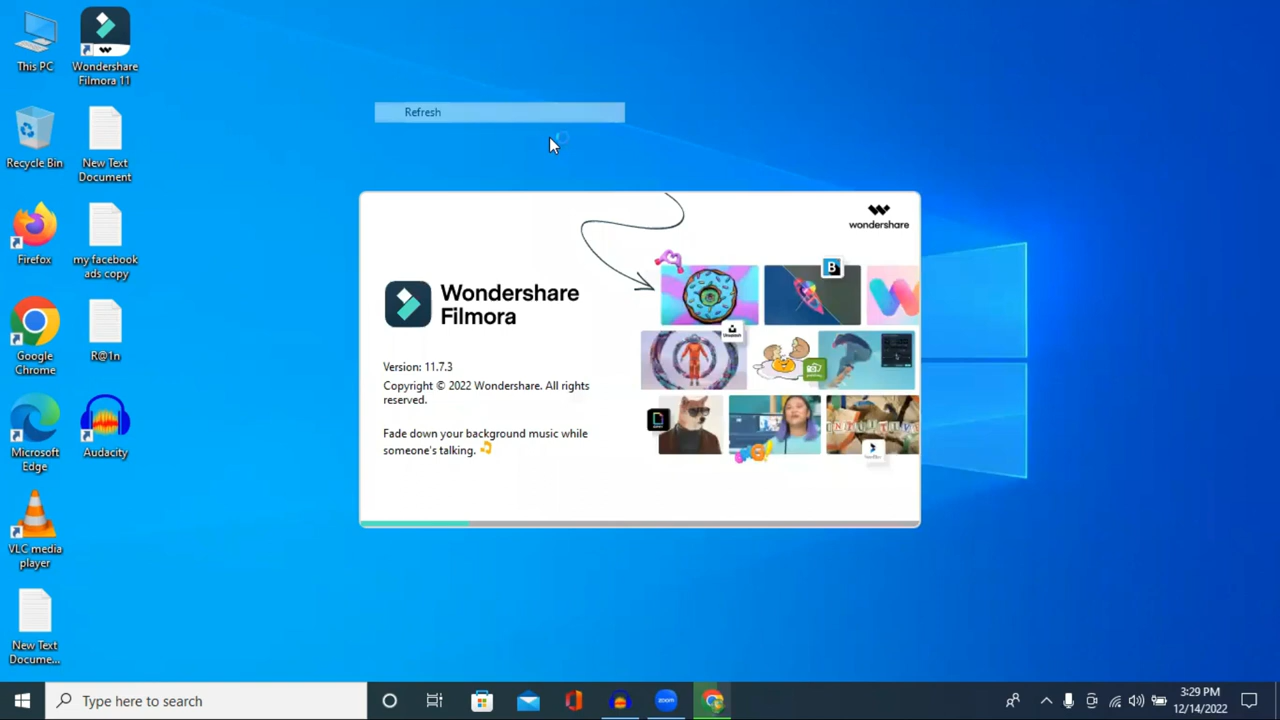 This PC
Wondershare
Filmora 11
Recycle Bin
New Text
Document
Firefox
my facebook
ads copy
Google
Chrome
R@1n
Microsoft
Edge
Audacity
VLC media
player
New Text
Docume...
Refresh
wondershare
B
Unsplash
Wondershare
Filmora
Version: 11.7.3
Copyright © 2022 Wondershare. All rights
reserved.
Fade down your background music while
someone's talking.
Type here to search
zoom
3:29 PM
12/14/2022